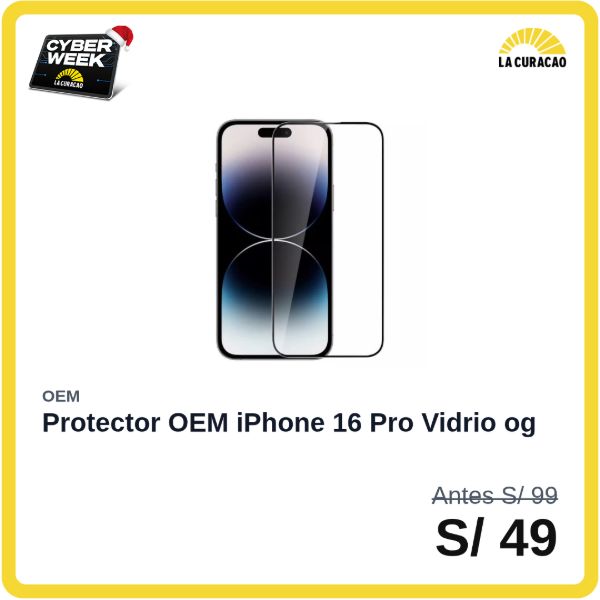 CYBER
WEEK
LA CURACAO
LA CURACAO
OEM
Protector OEM iPhone 16 Pro Vidrio og
Antes S/ 99
S/ 49